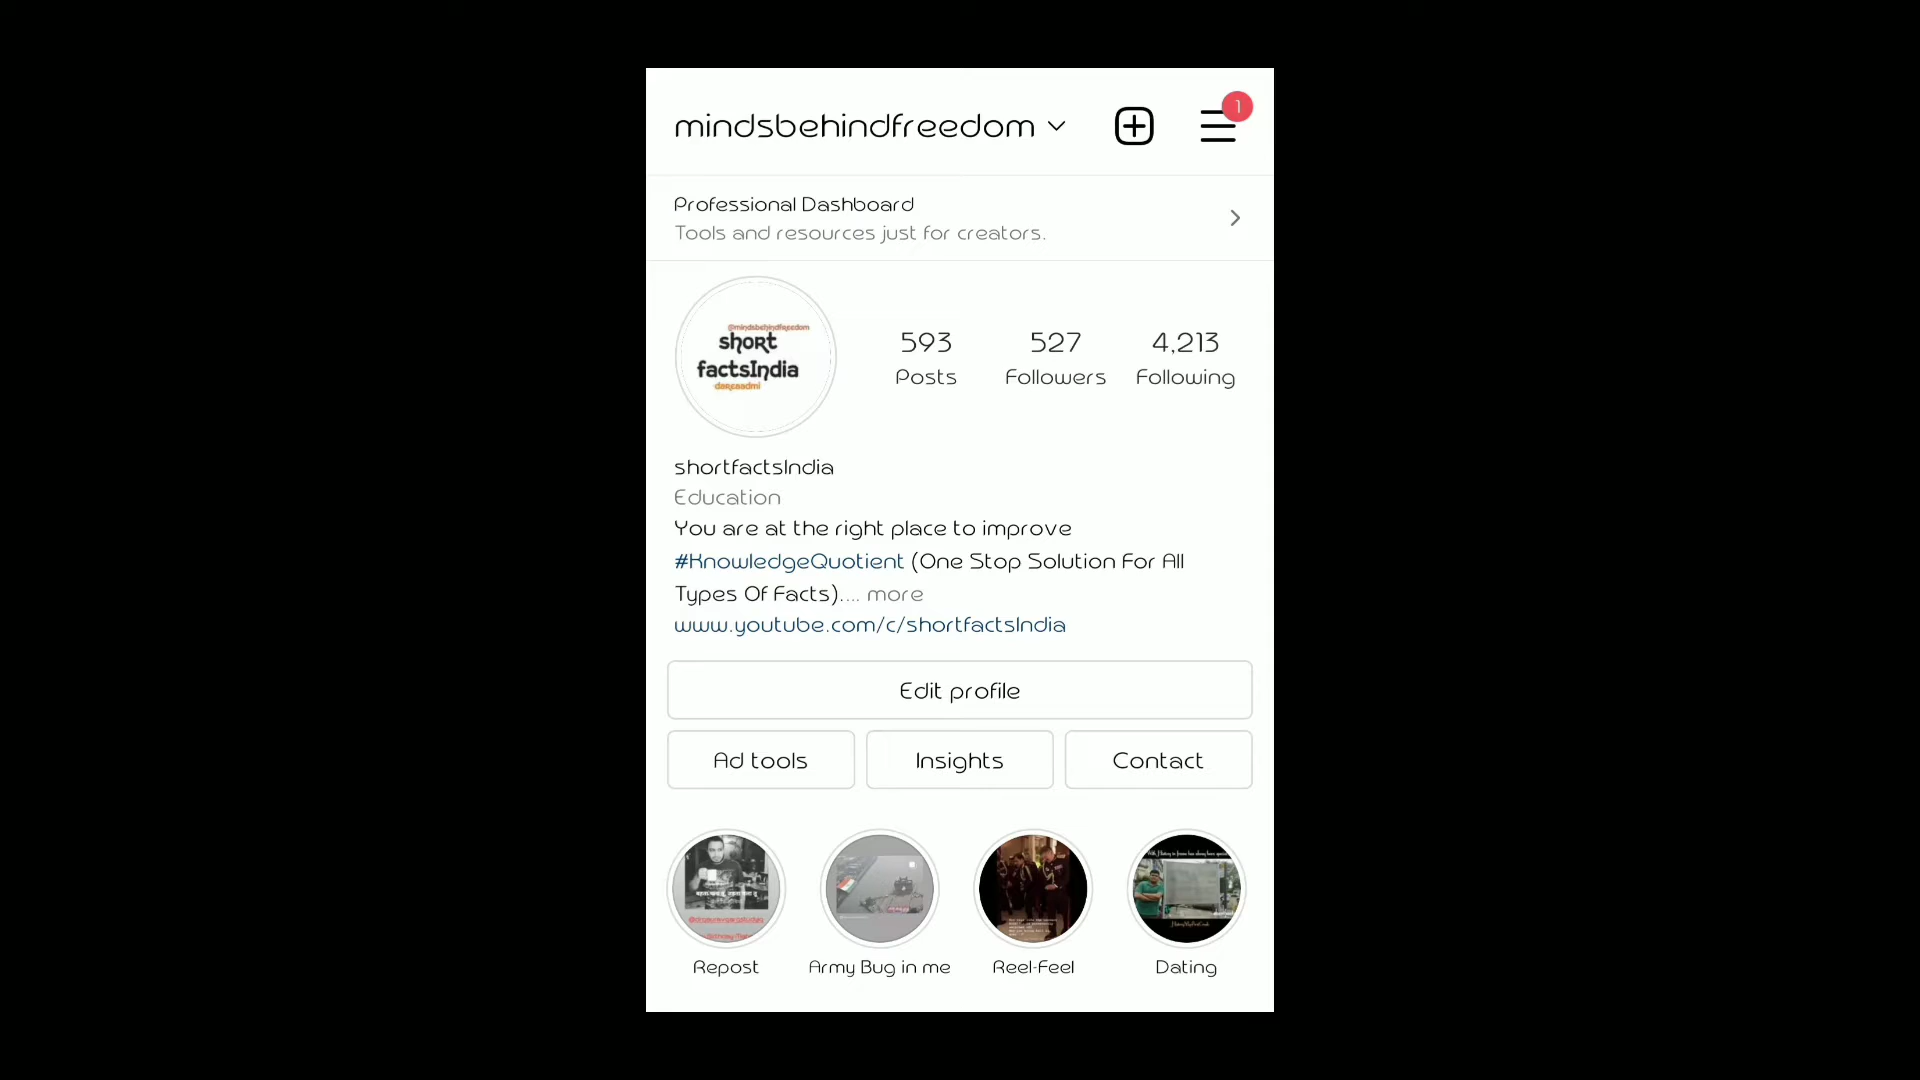 mindsbehindfreedom
1
Professional Dashboard
Tools and resources just for creators.
@mindsbehindfreedom
short
factsIndia
593
Posts
527
Followers
4,213
Following
shortfactsIndia
Education
You are at the right place to improve
#KnowledgeQuotient (One Stop Solution For All
Types Of Facts).... more
www.youtube.com/c/shortfactsIndia
Edit profile
Ad tools
Insights
Contact
Repost
Army Bug in me
Reel-Feel
Dating